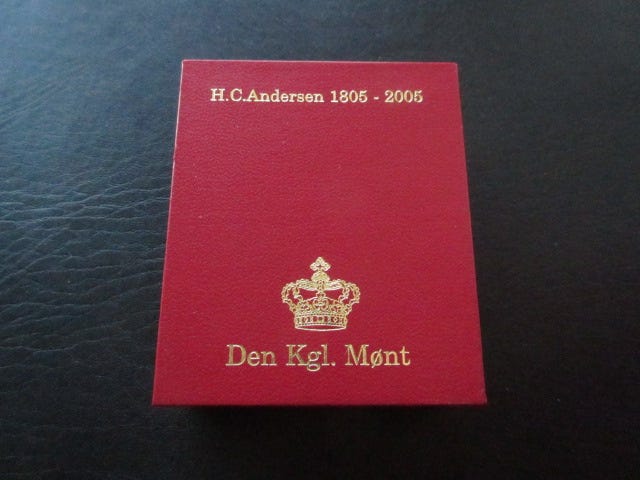 H.C.Andersen 1805 - 2005
Den Kgl. Mønt